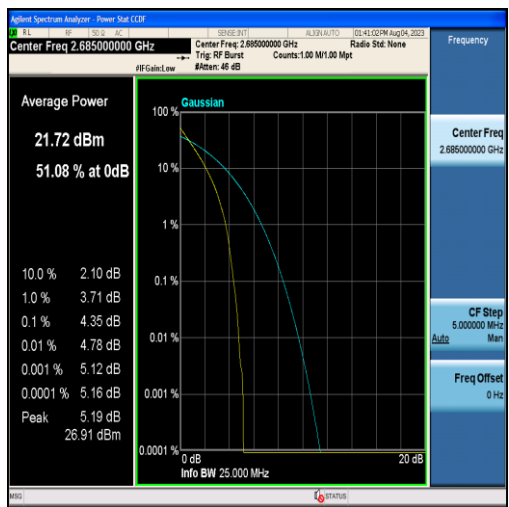 Agilent Spectrum Analyzer - Power Stat CCDF
RL RF 50 Ω AC SENSE:INT ALIGN AUTO 01:41:02 PM Aug 04, 2023
Center Freq 2.685000000 GHz
Center Freq: 2.685000000 GHz Radio Std: None
Trig: RF Burst Counts:1.00 M/1.00 Mpt
#IFGain:Low #Atten: 46 dB
Frequency
Average Power
21.72 dBm
51.08 % at 0dB
10.0 % 2.10 dB
1.0 % 3.71 dB
0.1 % 4.35 dB
0.01 % 4.78 dB
0.001 % 5.12 dB
0.0001 % 5.16 dB
Peak 5.19 dB
26.91 dBm
Gaussian
100 %
10 %
1 %
0.1 %
0.01 %
0.001 %
0.0001 %
0 dB 20 dB
Info BW 25.000 MHz
Center Freq
2.685000000 GHz
CF Step
5.000000 MHz
Auto Man
Freq Offset
0 Hz
MSG STATUS